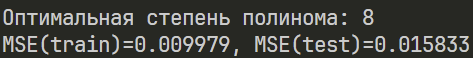 Оптимальная степень полинома: 8
MSE(train)=0.009979, MSE(test)=0.015833